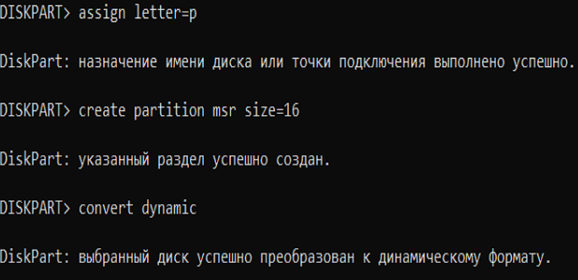 DISKPART> assign letter=p
DiskPart: назначение имени диска или точки подключения выполнено успешно.
DISKPART> create partition msr size=16
DiskPart: указанный раздел успешно создан.
DISKPART> convert dynamic
DiskPart: выбранный диск успешно преобразован к динамическому формату.